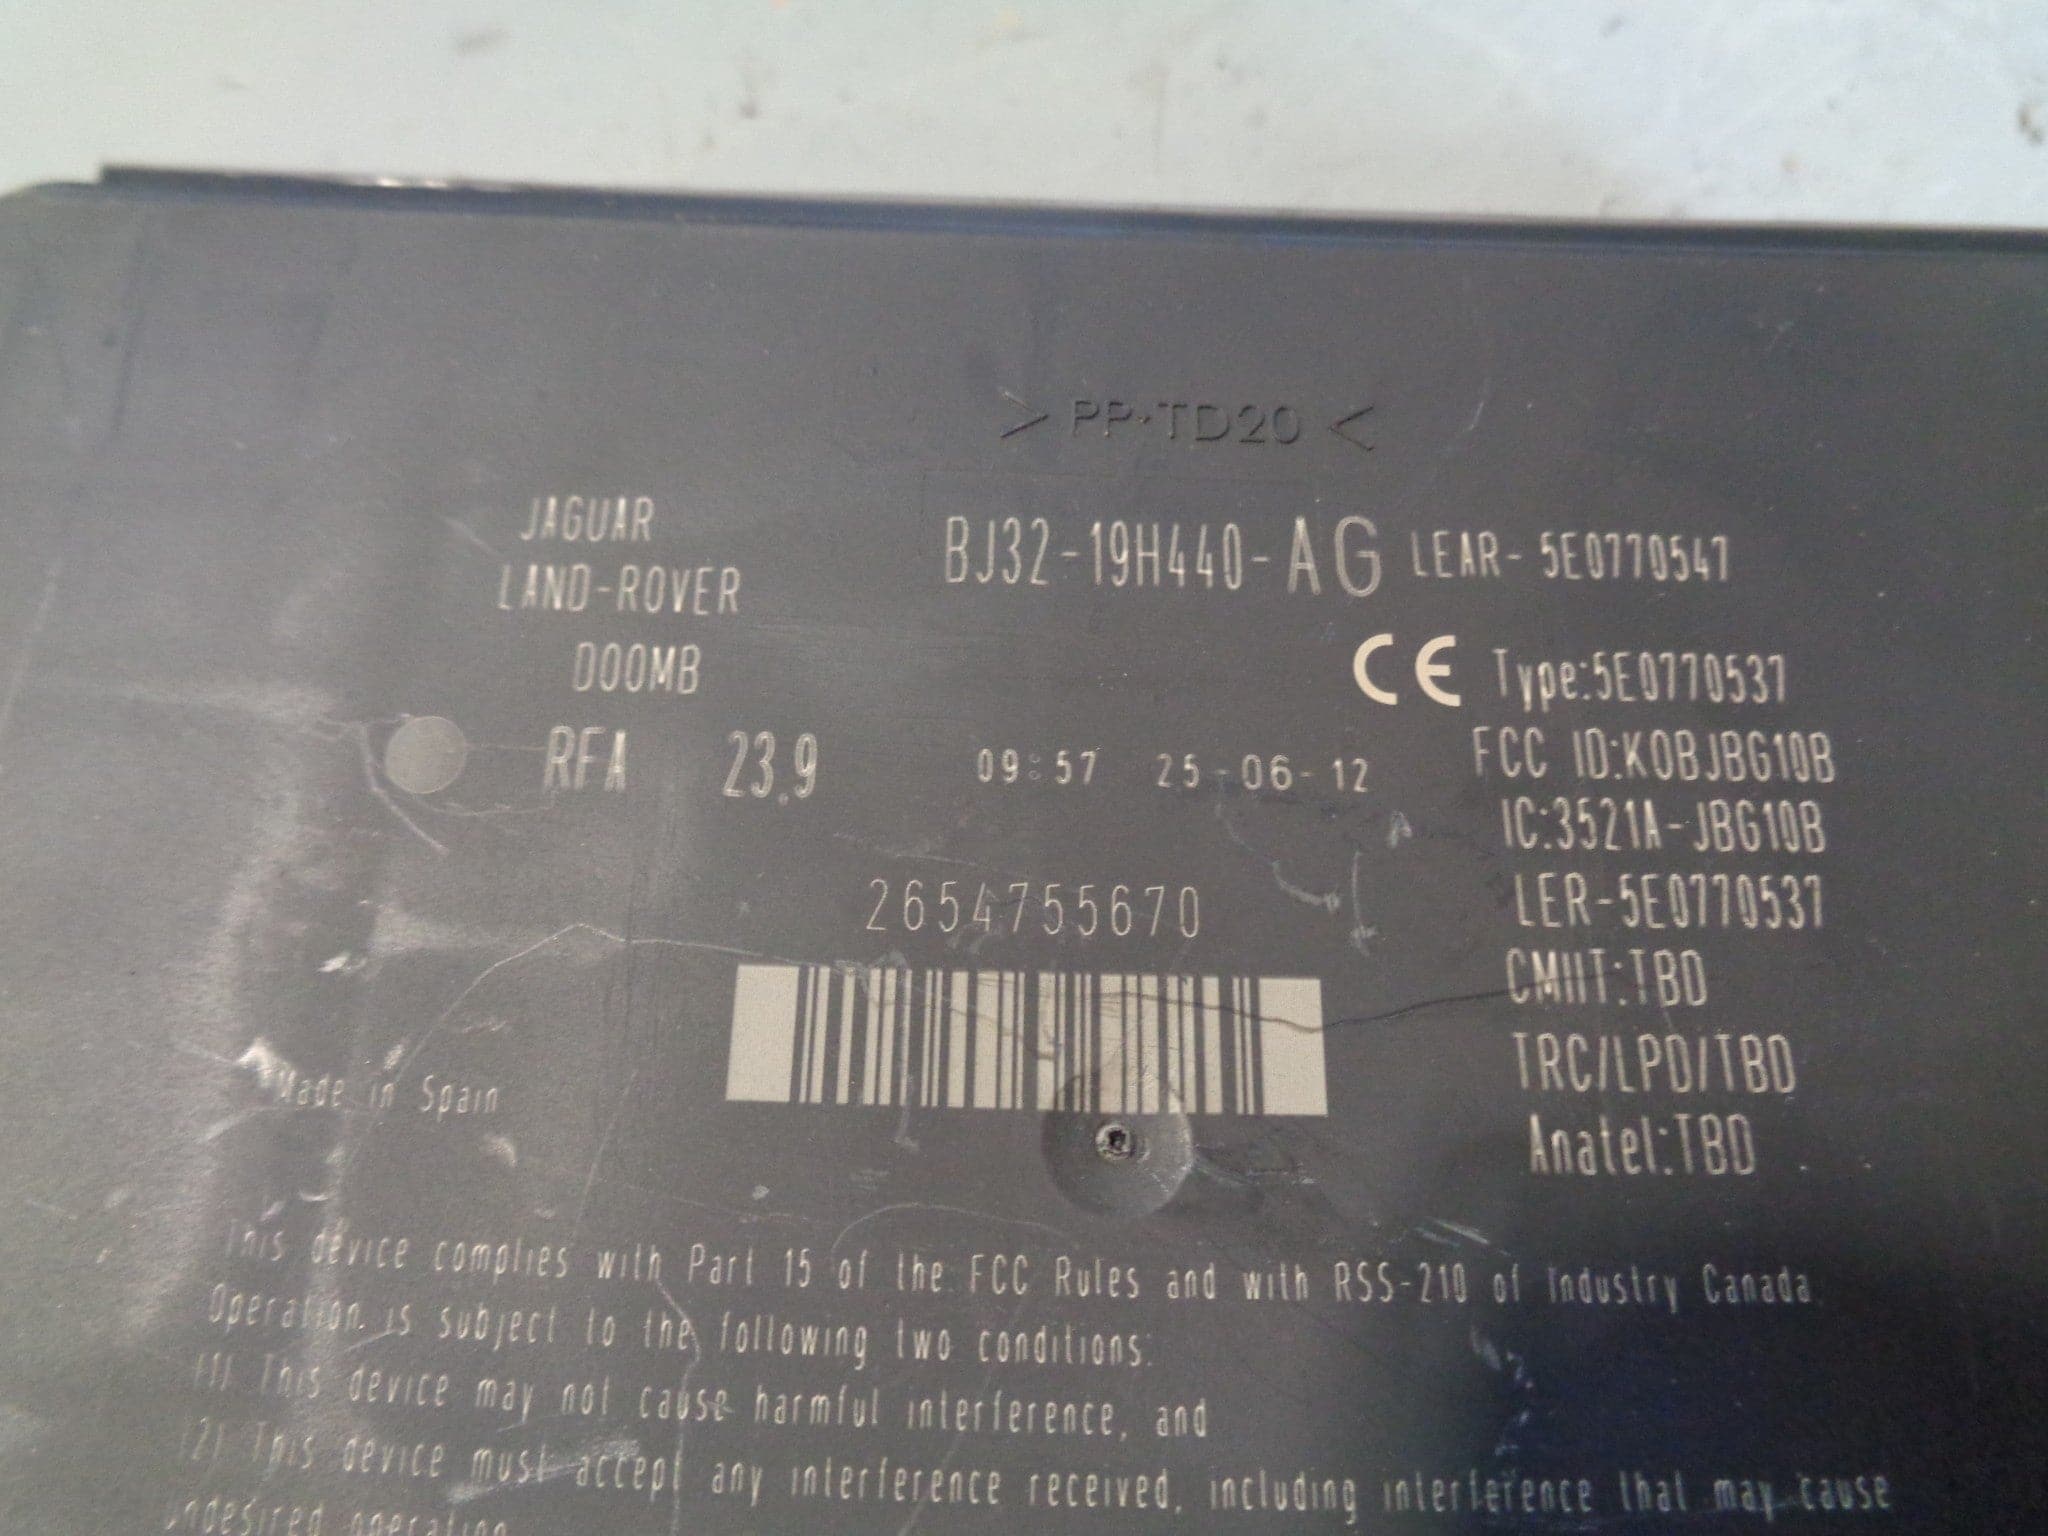 > PP-TD20 <
JAGUAR
LAND-ROVER
D00MB
BJ32-19H440-AG LEAR-5E0770547
CE Type:5E0770537
RFA 23.9 09:57 25-06-12
FCC ID:KOBJBG10B
IC:3521A-JBG10B
2654755670
LER-5E0770537
CMIIT:TBD
TRC/LPD/TBD
Anatel:TBD
Made in Spain
This device complies with Part 15 of the FCC Rules and with RSS-210 of Industry Canada.
Operation is subject to the following two conditions:
(1) This device may not cause harmful interference, and
(2) This device must accept any interference received, including interference that may cause
undesired operation